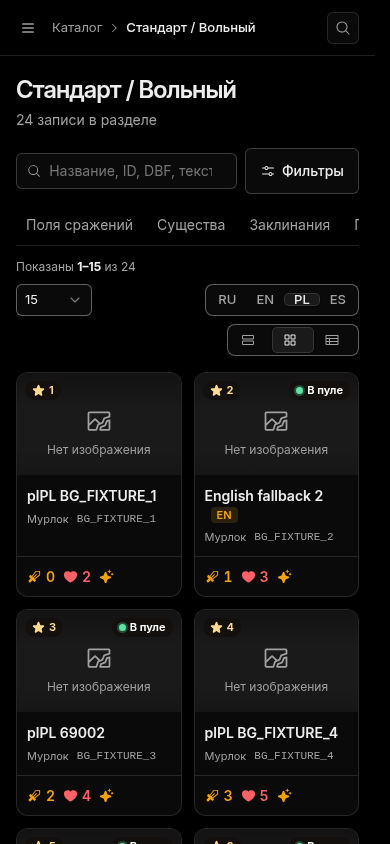 Каталог > Стандарт / Вольный
Стандарт / Вольный
24 записи в разделе
Название, ID, DBF, текст
Фильтры
Поля сражений Существа Заклинания
Показаны 1–15 из 24
15
RU EN PL ES
1
Нет изображения
plPL BG_FIXTURE_1
Мурлок BG_FIXTURE_1
0 2
2 В пуле
Нет изображения
English fallback 2
EN
Мурлок BG_FIXTURE_2
1 3
3 В пуле
Нет изображения
plPL 69002
Мурлок BG_FIXTURE_3
2 4
4
Нет изображения
plPL BG_FIXTURE_4
Мурлок BG_FIXTURE_4
3 5